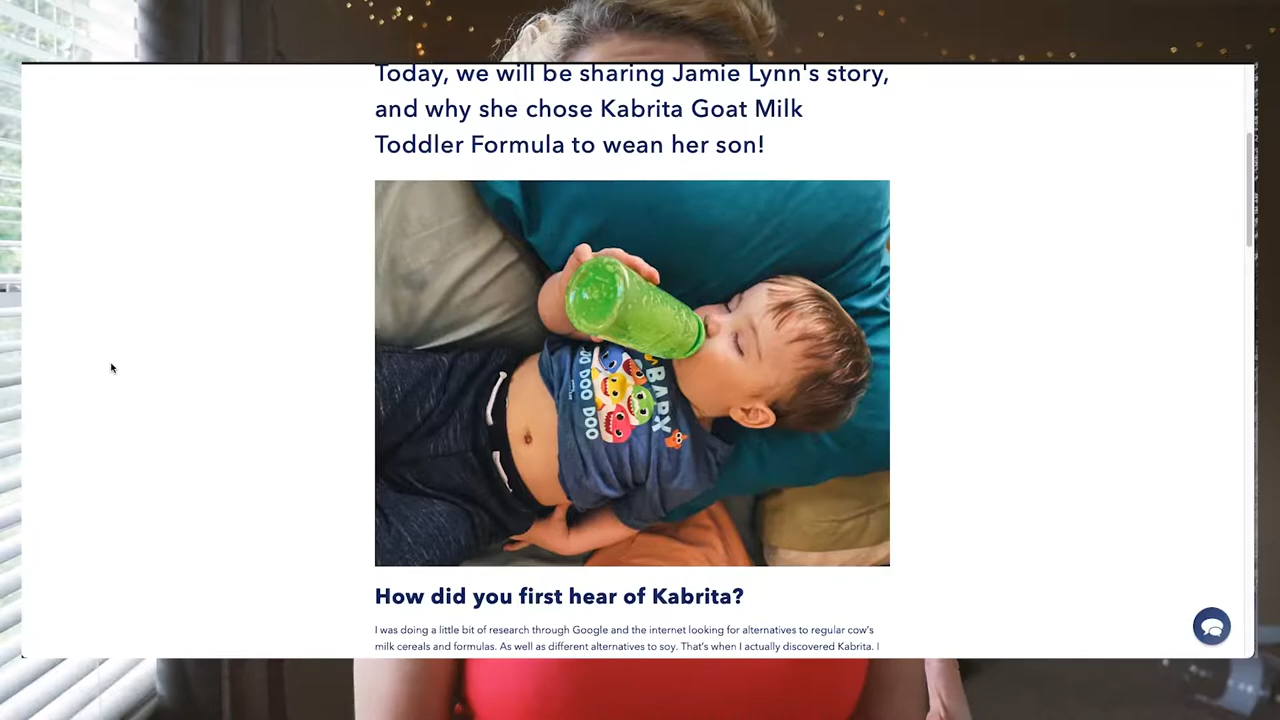 Today, we will be sharing Jamie Lynn's story,
and why she chose Kabrita Goat Milk
Toddler Formula to wean her son!
BABY
DOO DOO DOO
How did you first hear of Kabrita?
I was doing a little bit of research through Google and the internet looking for alternatives to regular cow's
milk cereals and formulas. As well as different alternatives to soy. That's when I actually discovered Kabrita. I